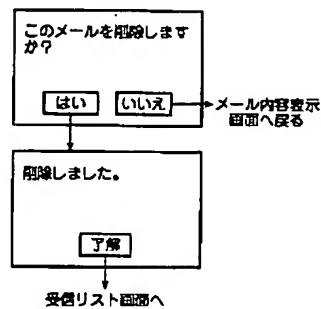 このメールを削除します
か？
はい
いいえ
メール内容表示
画面へ戻る
削除しました。
了解
受信リスト画面へ